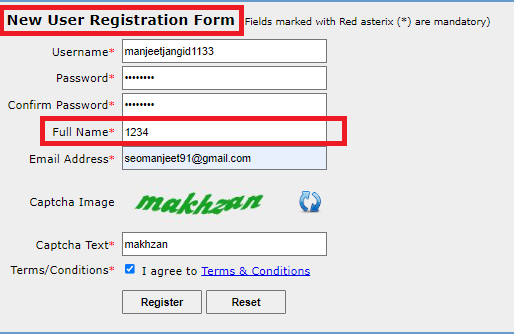 New User Registration Form Fields marked with Red asterix (*) are mandatory)
Username* manjeetjangid1133
Password* ••••••••
Confirm Password* ••••••••
Full Name* 1234
Email Address* seomanjeet91@gmail.com
Captcha Image makhzan
Captcha Text* makhzan
Terms/Conditions* I agree to Terms & Conditions
Register Reset